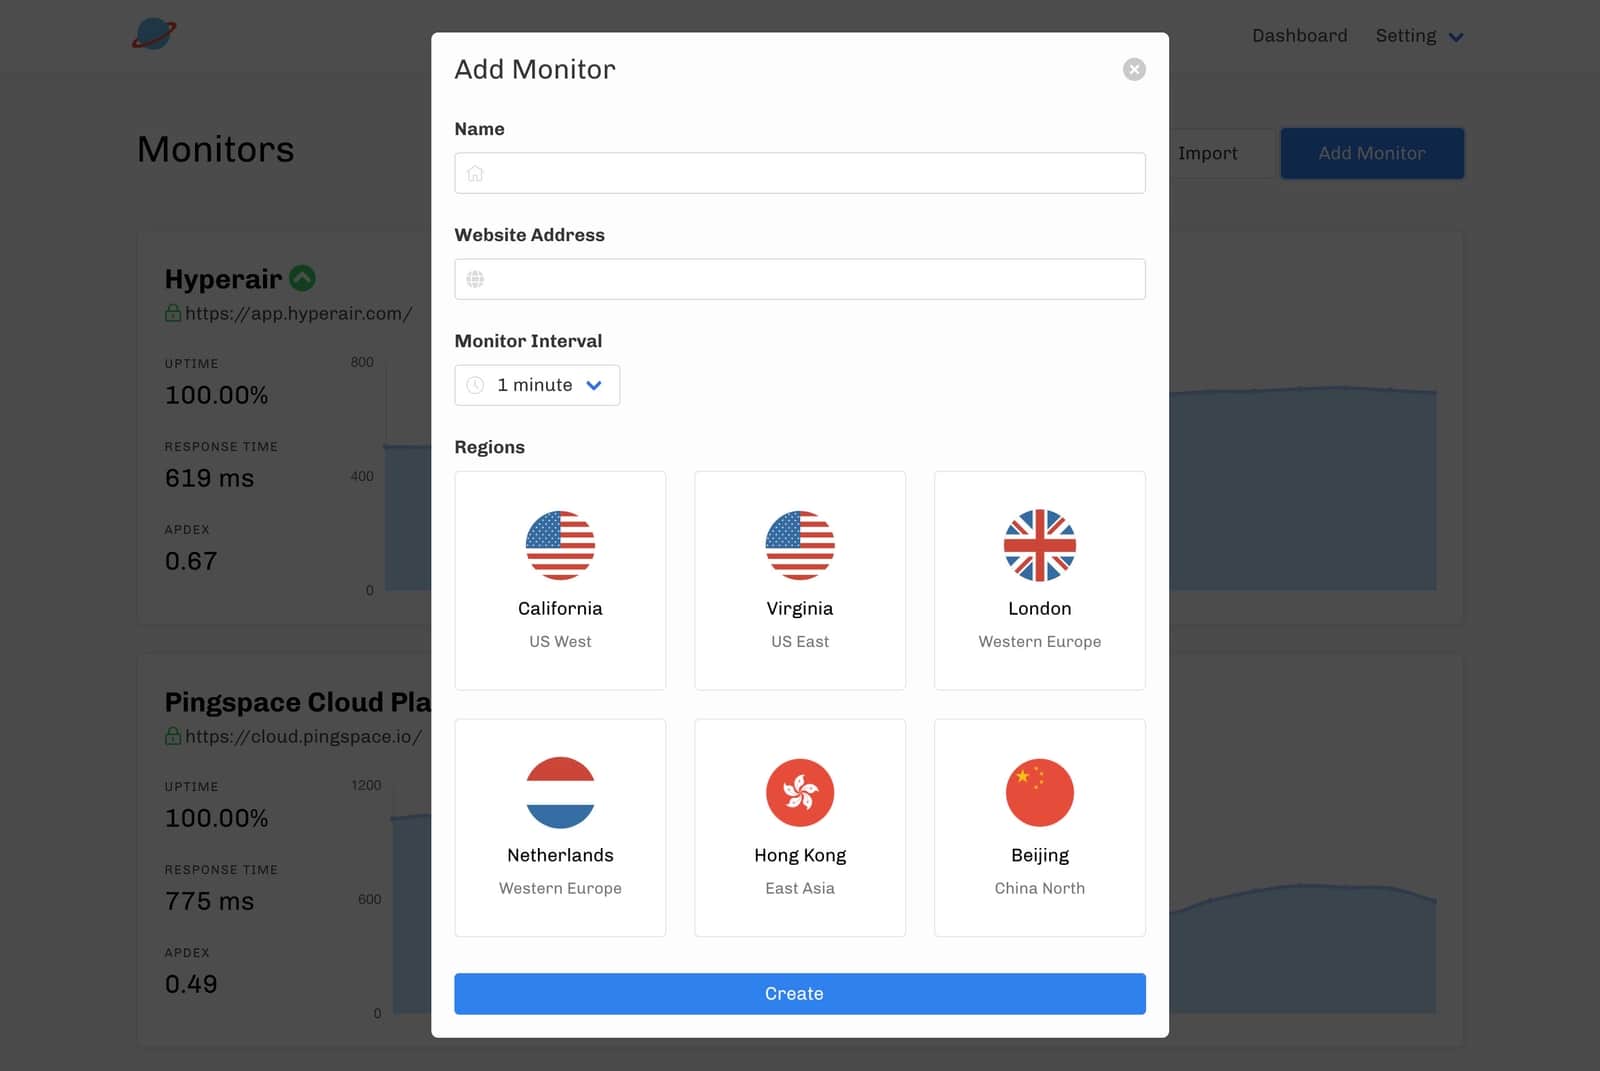 Dashboard
Setting
Monitors
Import
Add Monitor
Hyperair
https://app.hyperair.com/
UPTIME
100.00%
RESPONSE TIME
619 ms
APDEX
0.67
800
400
0
Pingspace Cloud Pla
https://cloud.pingspace.io/
UPTIME
100.00%
RESPONSE TIME
775 ms
APDEX
0.49
1200
600
0
Add Monitor
Name
Website Address
Monitor Interval
1 minute
Regions
California
US West
Virginia
US East
London
Western Europe
Netherlands
Western Europe
Hong Kong
East Asia
Beijing
China North
Create